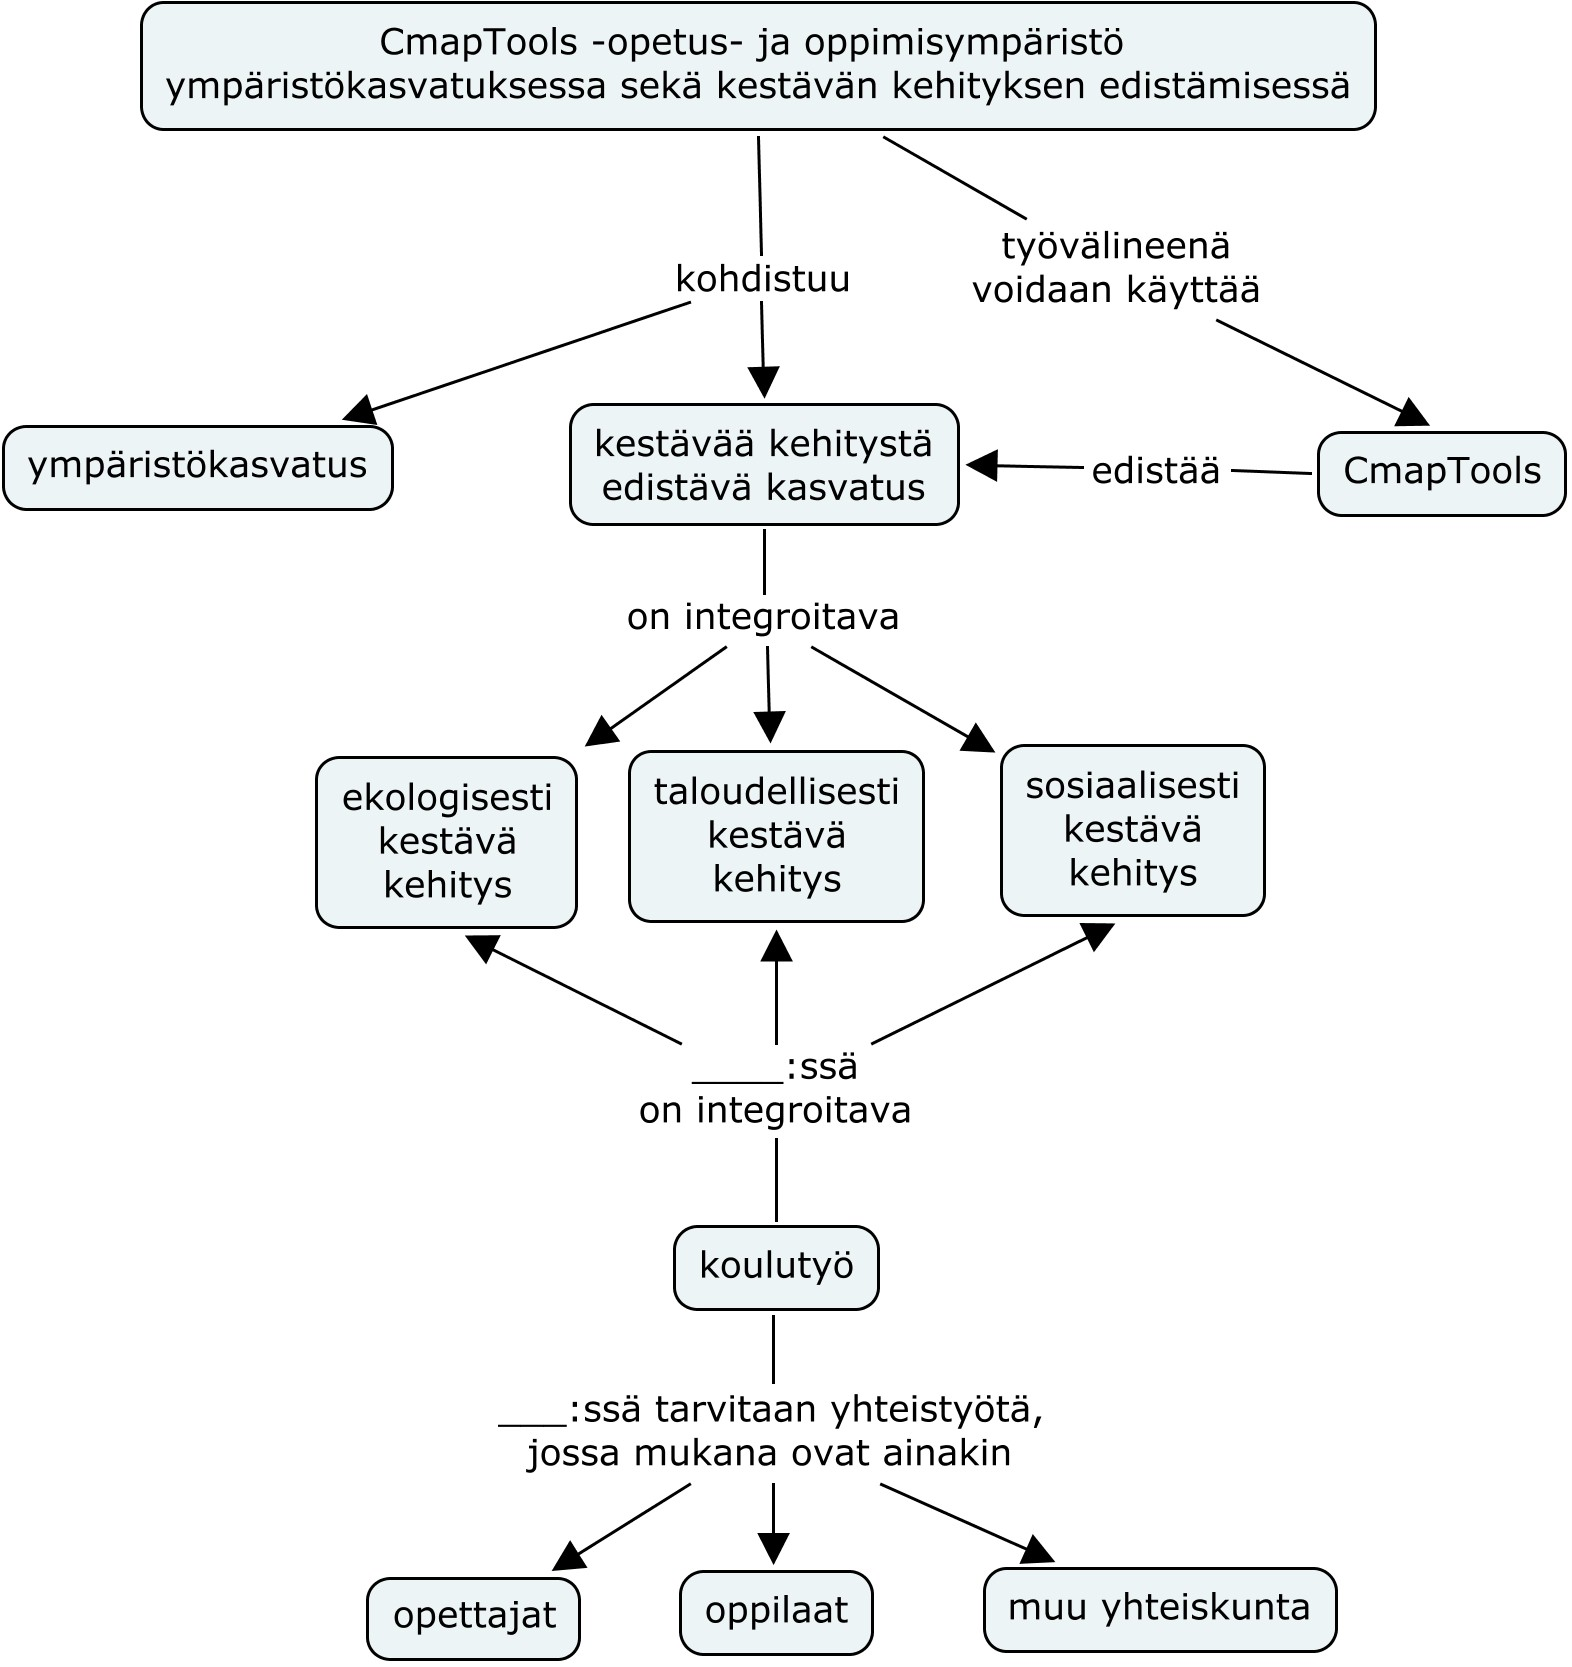 CmapTools -opetus- ja oppimisympäristö
ympäristökasvatuksessa sekä kestävän kehityksen edistämisessä
kohdistuu
työvälineenä
voidaan käyttää
ympäristökasvatus
kestävää kehitystä
edistävä kasvatus
edistää
CmapTools
on integroitava
ekologisesti
kestävä
kehitys
taloudellisesti
kestävä
kehitys
sosiaalisesti
kestävä
kehitys
____:ssä
on integroitava
koulutyö
___:ssä tarvitaan yhteistyötä,
jossa mukana ovat ainakin
opettajat
oppilaat
muu yhteiskunta